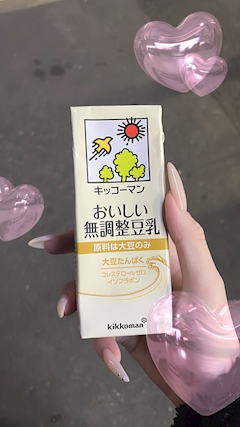 キッコーマン
おいしい
無調整豆乳
原料は大豆のみ
大豆たんぱく
コレステロールゼロ
イソフラボン
kikkoman®